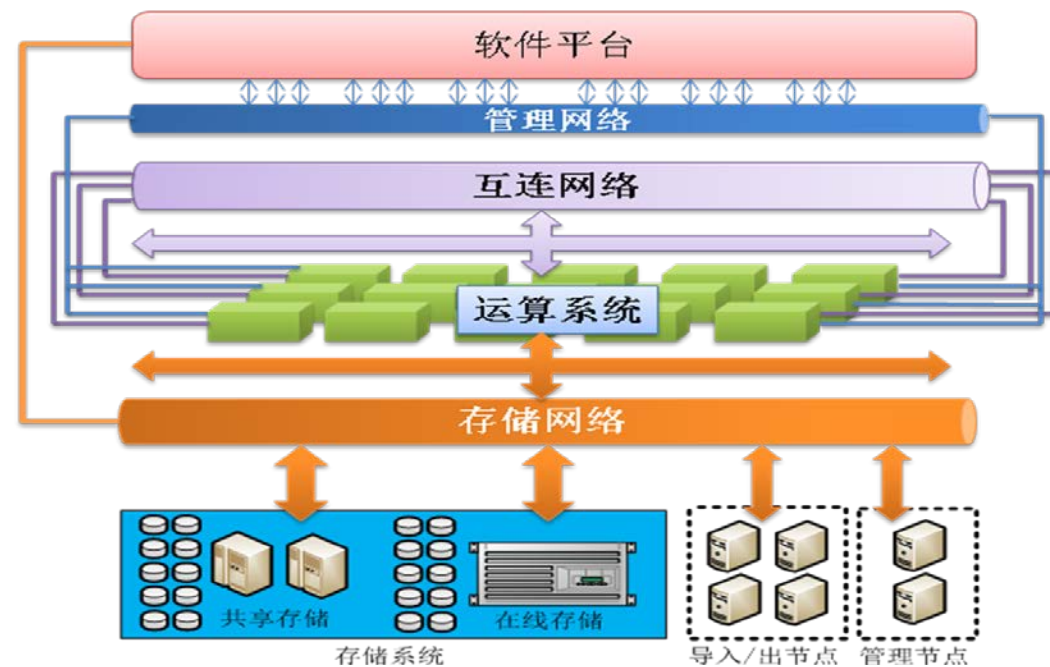 软件平台
管理网络
互连网络
运算系统
存储网络
共享存储
在线存储
存储系统
导入/出节点
管理节点